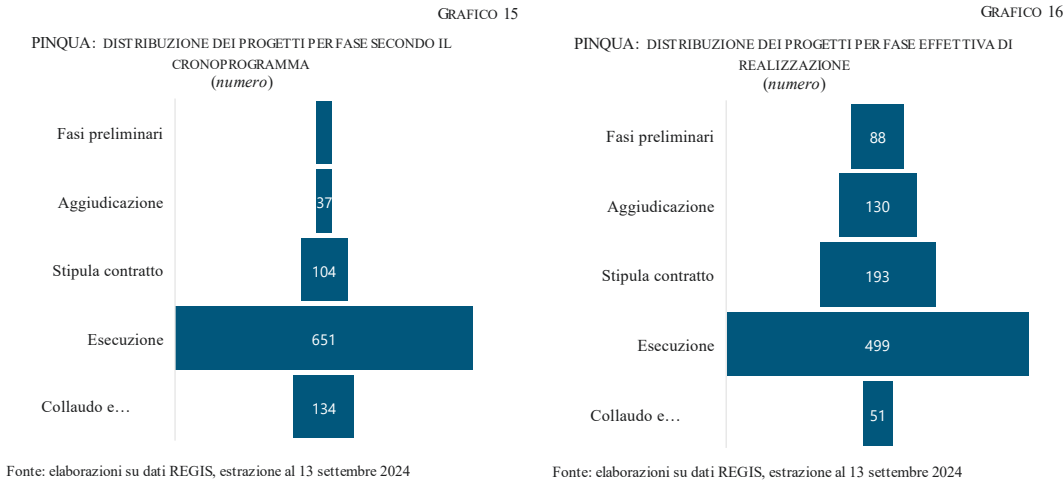 GRAFICO 15
PINQUA: DISTRIBUZIONE DEI PROGETTI PER FASE SECONDO IL
CRONOPROGRAMMA
(numero)
Fasi preliminari
Aggiudicazione
37
Stipula contratto
104
Esecuzione
651
Collaudo e…
134
Fonte: elaborazioni su dati REGIS, estrazione al 13 settembre 2024
GRAFICO 16
PINQUA: DISTRIBUZIONE DEI PROGETTI PER FASE EFFETTIVA DI
REALIZZAZIONE
(numero)
Fasi preliminari
88
Aggiudicazione
130
Stipula contratto
193
Esecuzione
499
Collaudo e…
51
Fonte: elaborazioni su dati REGIS, estrazione al 13 settembre 2024